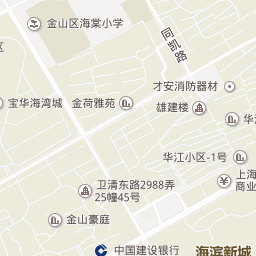 金山区海棠小学
同凯路
才安消防器材
宝华海湾城
金荷雅苑
雄建楼
华
华江小区-1号
上海
商业
卫清东路2988弄
25幢45号
金山豪庭
中国建设银行
海滨新城